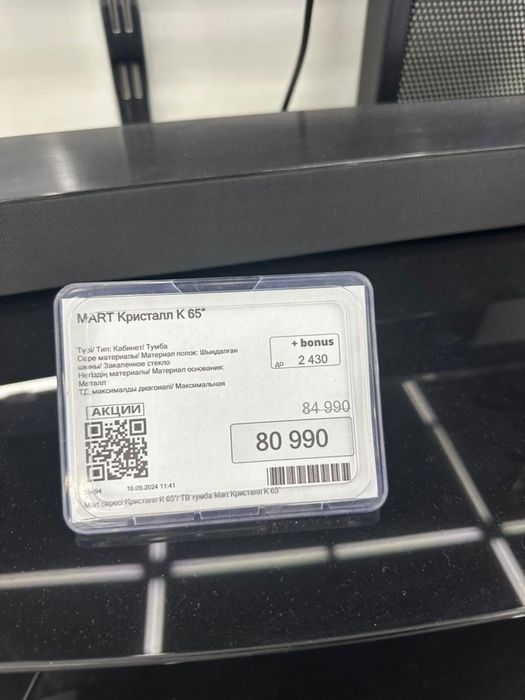 MART Кристалл К 65"
Түрі/ Тип: Кабинет/ Тумба
Сөре материалы/ Материал полок: Шыңдалған
шыны/ Закаленное стекло
Негіздің материалы/ Материал основания:
Металл
ТД максималды диагоналі/ Максимальная
+ bonus
до 2 430
АКЦИИ
84 990
80 990
16.09.2024 11:41
Mart сөресі Кристалл К 65"/ ТВ тумба Mart Кристалл К 65"